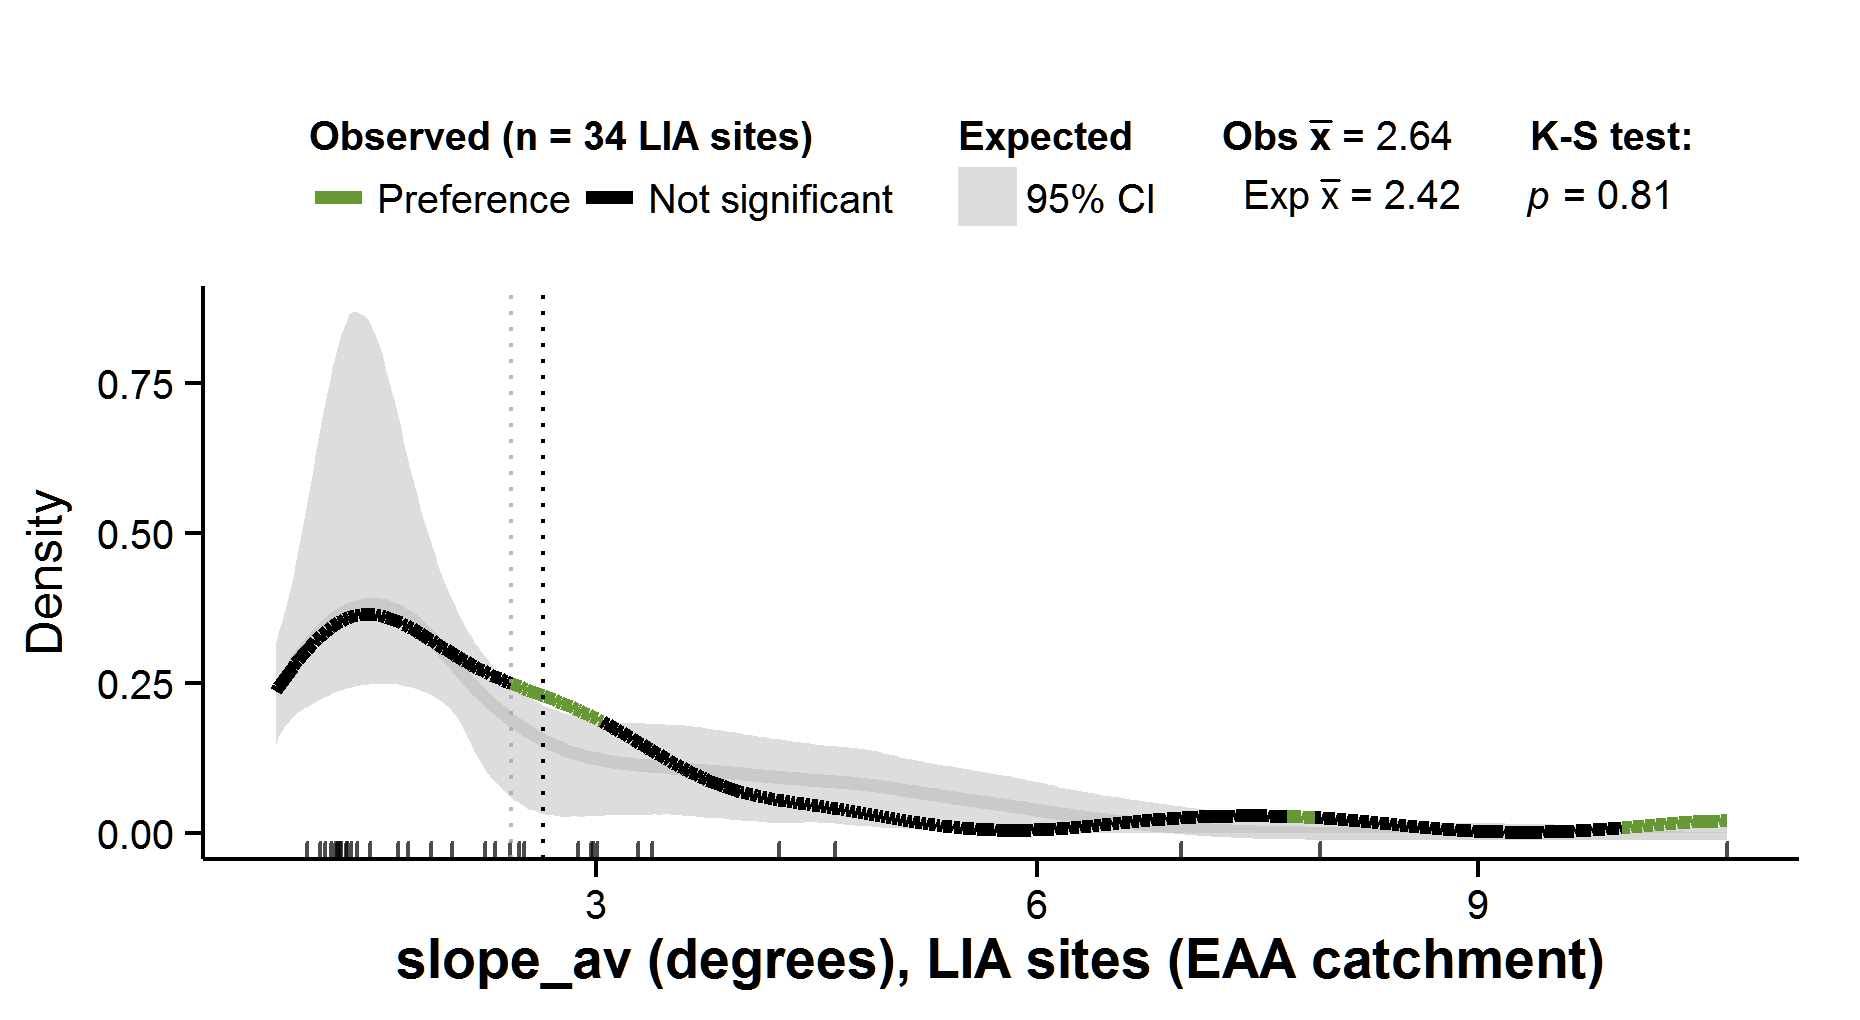 Observed (n = 34 LIA sites) Expected Obs x̅ = 2.64 K-S test:
Preference Not significant 95% CI Exp x̅ = 2.42 p = 0.81
Density
0.75
0.50
0.25
0.00
3 6 9
slope_av (degrees), LIA sites (EAA catchment)